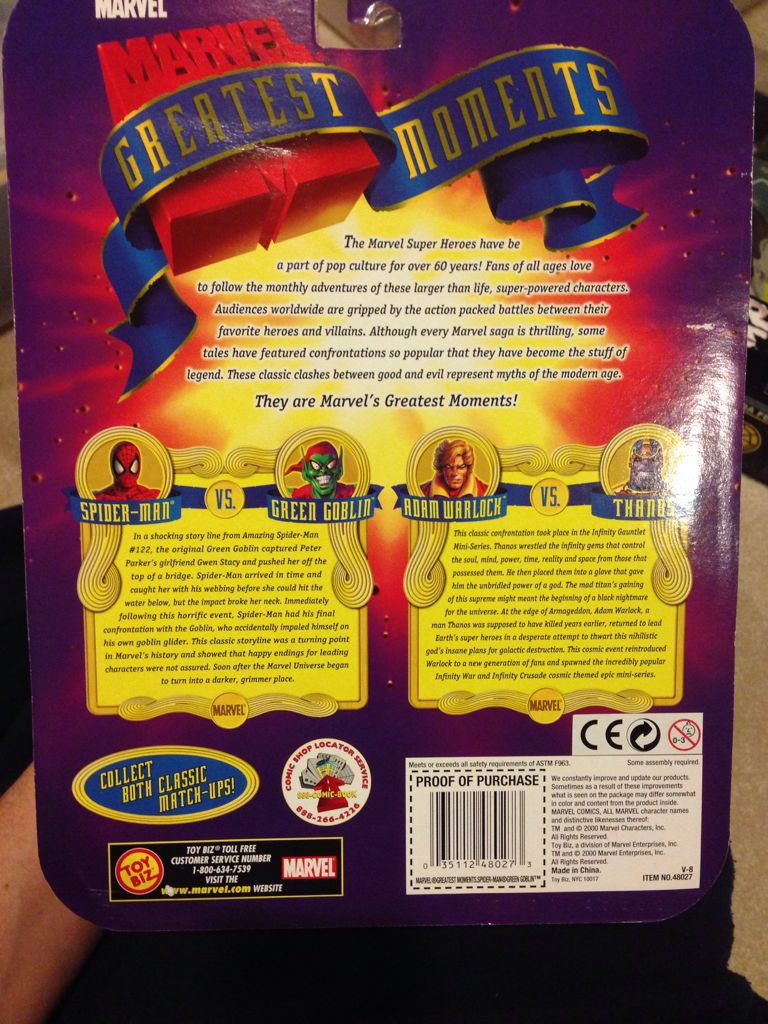 MARVEL
MARVEL
GREATEST MOMENTS
The Marvel Super Heroes have be
a part of pop culture for over 60 years! Fans of all ages love
to follow the monthly adventures of these larger than life, super-powered characters.
Audiences worldwide are gripped by the action packed battles between their
favorite heroes and villains. Although every Marvel saga is thrilling, some
tales have featured confrontations so popular that they have become the stuff of
legend. These classic clashes between good and evil represent myths of the modern age.
They are Marvel's Greatest Moments!
SPIDER-MAN™ VS. GREEN GOBLIN™
In a shocking story line from Amazing Spider-Man
#122, the original Green Goblin captured Peter
Parker's girlfriend Gwen Stacy and pushed her off the
top of a bridge. Spider-Man arrived in time and
caught her with his webbing before she could hit the
water below, but the impact broke her neck. Immediately
following this horrific event, Spider-Man had his final
confrontation with the Goblin, who accidentally impaled himself on
his own goblin glider. This classic storyline was a turning point
in Marvel's history and showed that happy endings for leading
characters were not assured. Soon after the Marvel Universe began
to turn into a darker, grimmer place.
MARVEL
ADAM WARLOCK VS. THANOS
This classic confrontation took place in the Infinity Gauntlet
Mini-Series. Thanos wrestled the infinity gems that control
the soul, mind, power, time, reality and space from those that
possessed them. He then placed them into a glove that gave
him the unbridled power of a god. The mad titan's gaining
of this supreme might meant the beginning of a black nightmare
for the universe. At the edge of Armageddon, Adam Warlock, a
man Thanos was supposed to have killed years earlier, returned to lead
Earth's super heroes in a desperate attempt to thwart this nihilistic
god's insane plans for galactic destruction. This cosmic event reintroduced
Warlock to a new generation of fans and spawned the incredibly popular
Infinity War and Infinity Crusade cosmic themed epic mini-series.
MARVEL
COLLECT
BOTH CLASSIC
MATCH-UPS!
COMIC SHOP LOCATOR SERVICE
888-COMIC-BOOK
888-266-4226
TOY BIZ
TOY BIZ® TOLL FREE
CUSTOMER SERVICE NUMBER
1-800-634-7539
VISIT THE
www.marvel.com WEBSITE
MARVEL
CE
0-3
Meets or exceeds all safety requirements of ASTM F963.
Some assembly required.
PROOF OF PURCHASE
0 35112 48027 3
MARVEL®GREATEST MOMENTS:SPIDER-MAN®GREEN GOBLIN™
We constantly improve and update our products.
Sometimes as a result of these improvements
what is seen on the package may differ somewhat
in color and content from the product inside.
MARVEL COMICS, ALL MARVEL character names
and distinctive likenesses thereof:
TM and © 2000 Marvel Characters, Inc.
All Rights Reserved.
Toy Biz, a division of Marvel Enterprises, Inc.
TM and © 2000 Marvel Enterprises, Inc.
All Rights Reserved.
Made in China.
Toy Biz, NYC 10017
V-8
ITEM NO.48027